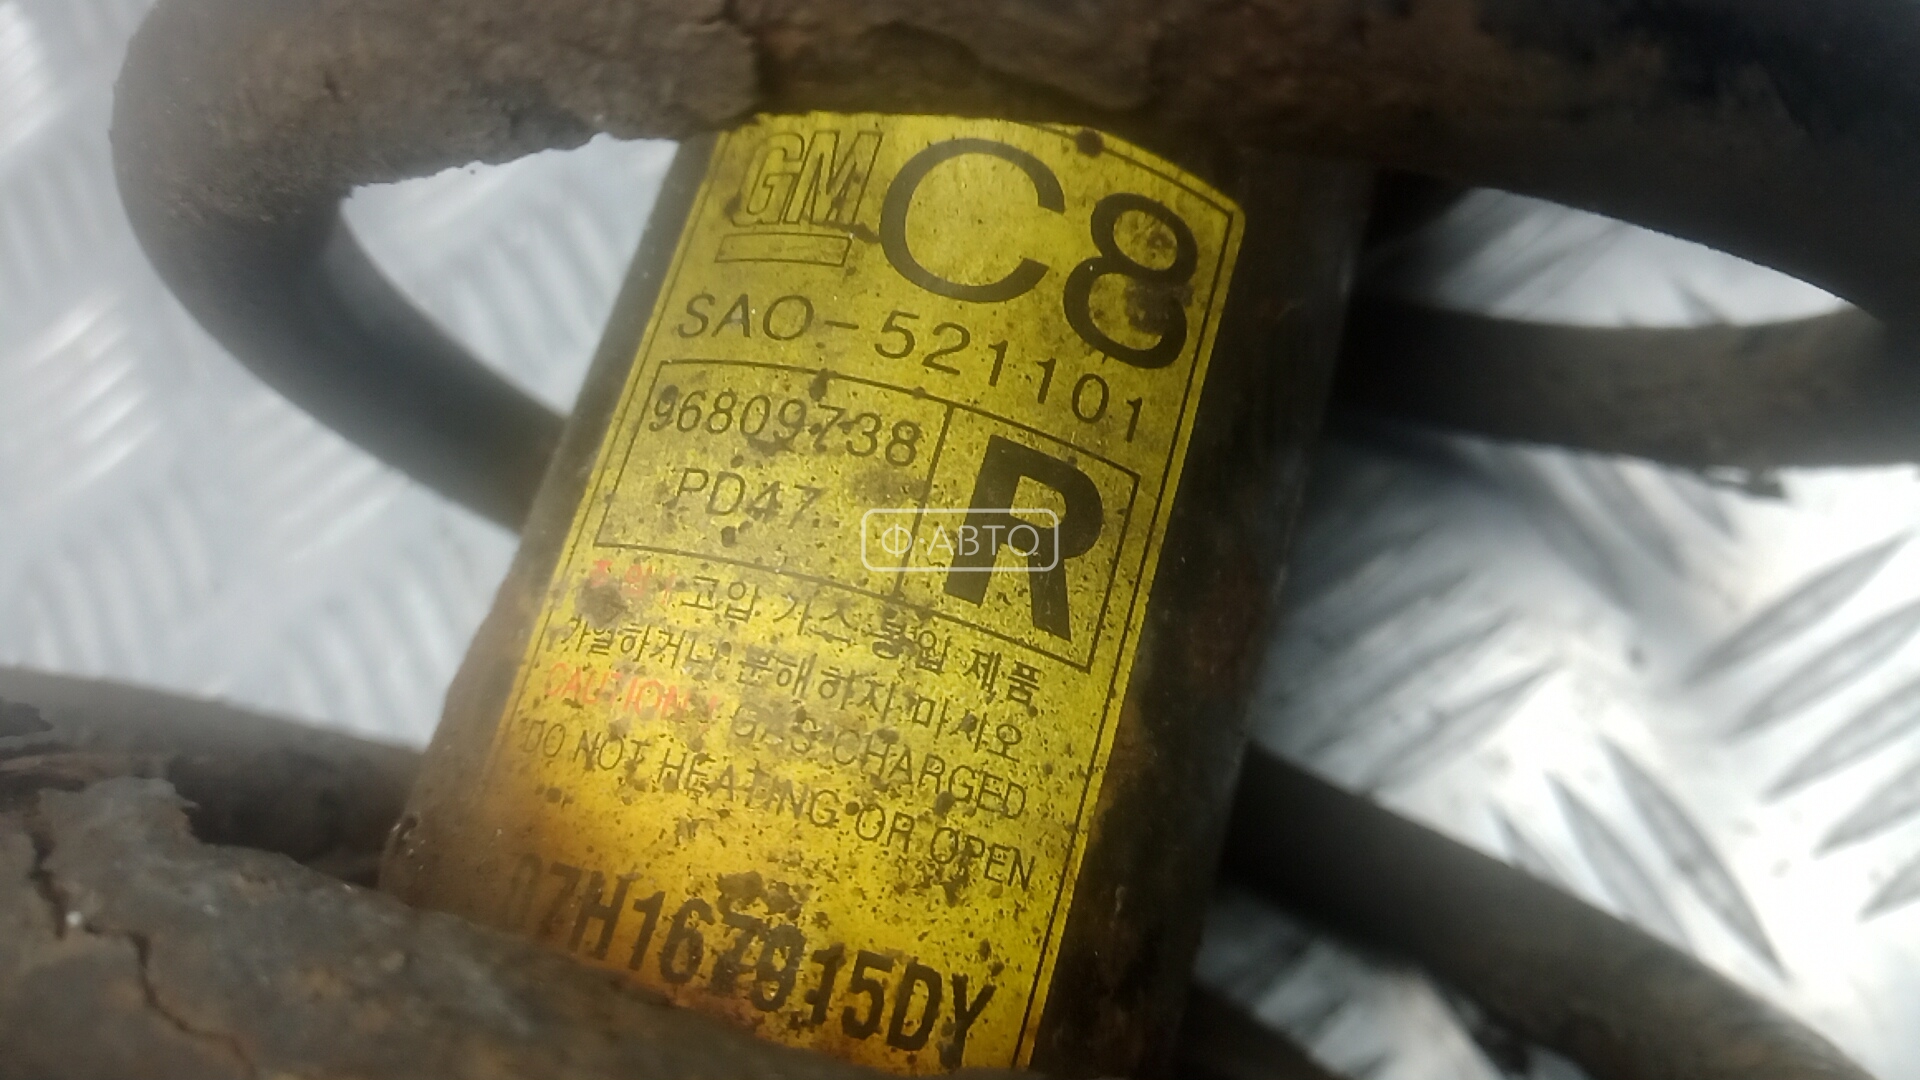 GM C8
SAO-521101
96809738
R
PD47
Ф·АВТО
고압 가스 봉입 제품
가열하거나 분해하지 마시오
CAUTION! GAS CHARGED
DO NOT HEATING OR OPEN
07H167915DY